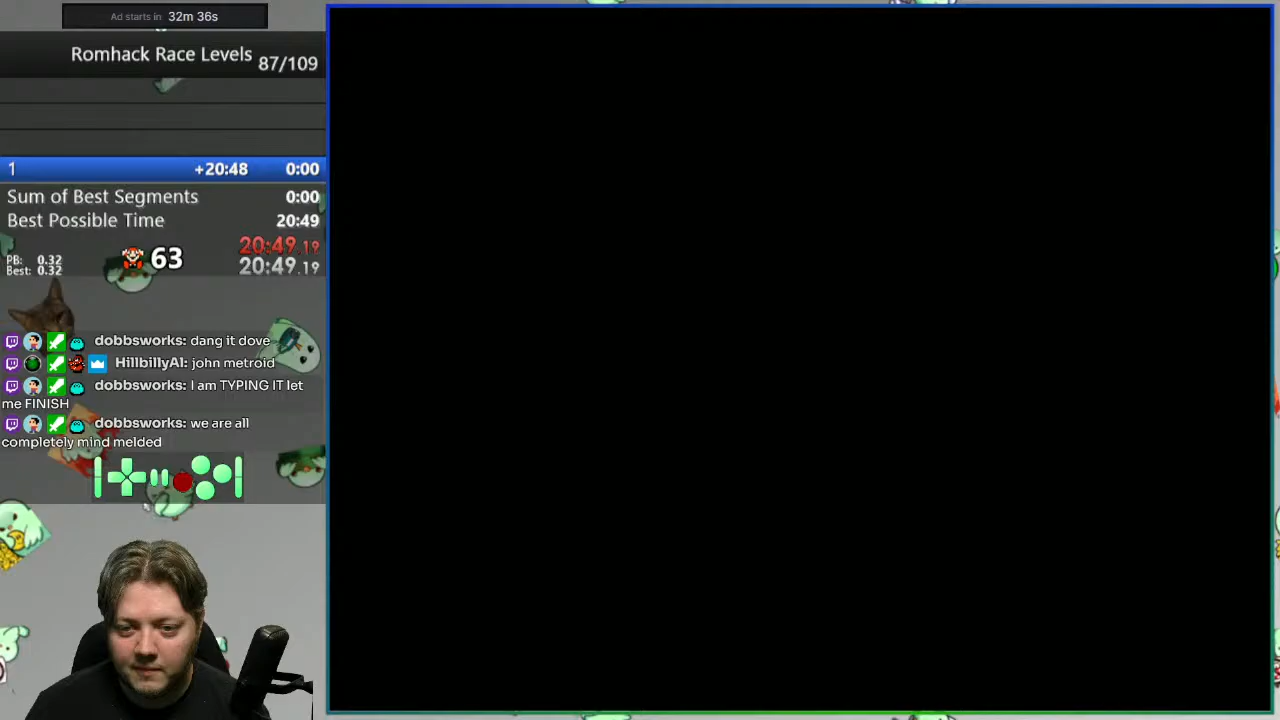 Ad starts in 32m 36s
Romhack Race Levels 87/109
1 +20:48 0:00
Sum of Best Segments 0:00
Best Possible Time 20:49
PB: 0.32
Best: 0.32
63
20:49.19
20:49.19
dobbsworks: dang it dove
HillbillyAl: john metroid
dobbsworks: I am TYPING IT let
me FINISH
dobbsworks: we are all
completely mind melded